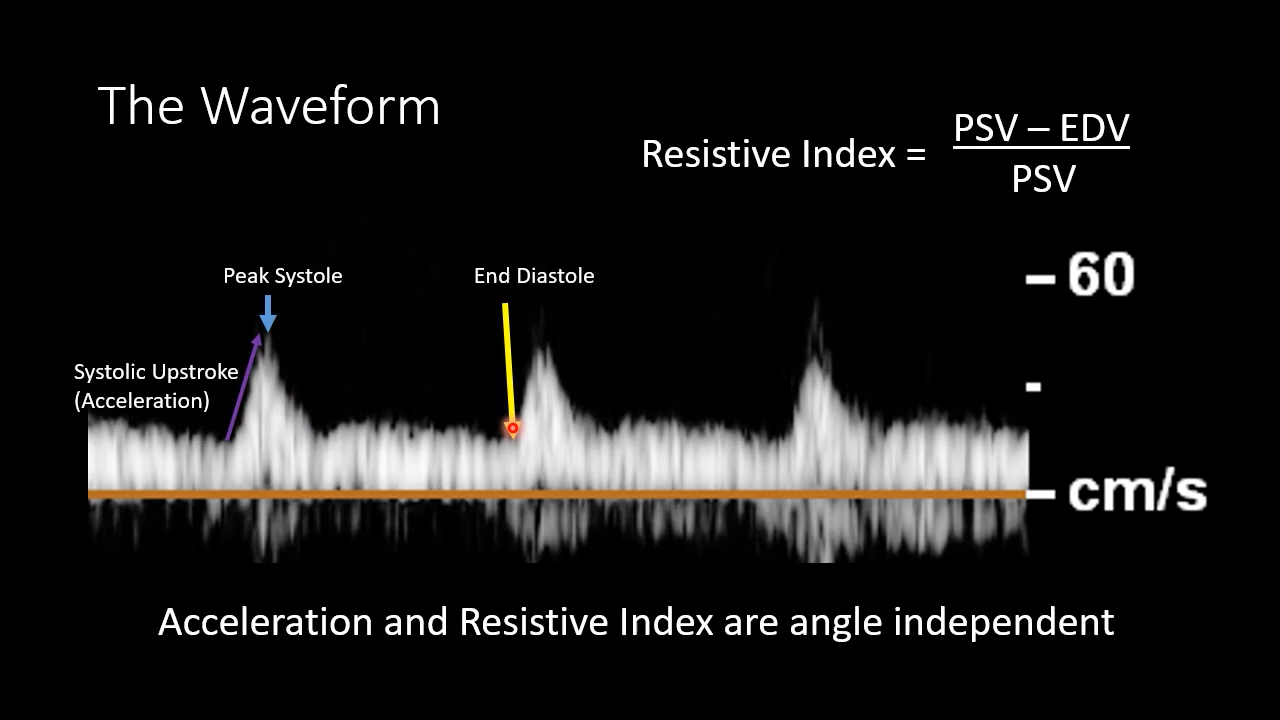 The Waveform
Resistive Index = PSV – EDV
PSV
Peak Systole
End Diastole
60
Systolic Upstroke
(Acceleration)
cm/s
Acceleration and Resistive Index are angle independent